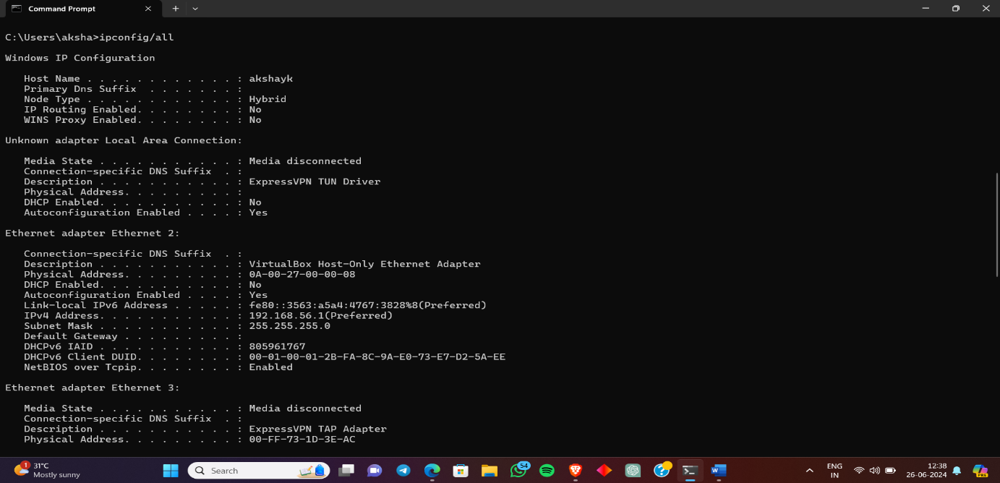 Command Prompt
C:\Users\aksha>ipconfig/all
Windows IP Configuration
Host Name . . . . . . . . . . . . : akshayk
Primary Dns Suffix  . . . . . . . :
Node Type . . . . . . . . . . . . : Hybrid
IP Routing Enabled. . . . . . . . : No
WINS Proxy Enabled. . . . . . . . : No
Unknown adapter Local Area Connection:
Media State . . . . . . . . . . . : Media disconnected
Connection-specific DNS Suffix  . :
Description . . . . . . . . . . . : ExpressVPN TUN Driver
Physical Address. . . . . . . . . :
DHCP Enabled. . . . . . . . . . . : No
Autoconfiguration Enabled . . . . : Yes
Ethernet adapter Ethernet 2:
Connection-specific DNS Suffix  . :
Description . . . . . . . . . . . : VirtualBox Host-Only Ethernet Adapter
Physical Address. . . . . . . . . : 0A-00-27-00-00-08
DHCP Enabled. . . . . . . . . . . : No
Autoconfiguration Enabled . . . . : Yes
Link-local IPv6 Address . . . . . : fe80::3563:a5a4:4767:3828%8(Preferred)
IPv4 Address. . . . . . . . . . . : 192.168.56.1(Preferred)
Subnet Mask . . . . . . . . . . . : 255.255.255.0
Default Gateway . . . . . . . . . :
DHCPv6 IAID . . . . . . . . . . . : 805961767
DHCPv6 Client DUID. . . . . . . . : 00-01-00-01-2B-FA-8C-9A-E0-73-E7-D2-5A-EE
NetBIOS over Tcpip. . . . . . . . : Enabled
Ethernet adapter Ethernet 3:
Media State . . . . . . . . . . . : Media disconnected
Connection-specific DNS Suffix  . :
Description . . . . . . . . . . . : ExpressVPN TAP Adapter
Physical Address. . . . . . . . . : 00-FF-73-1D-3E-AC
1
31°C
Mostly sunny
Search
54
W
ENG
IN
12:38
26-06-2024
PRE